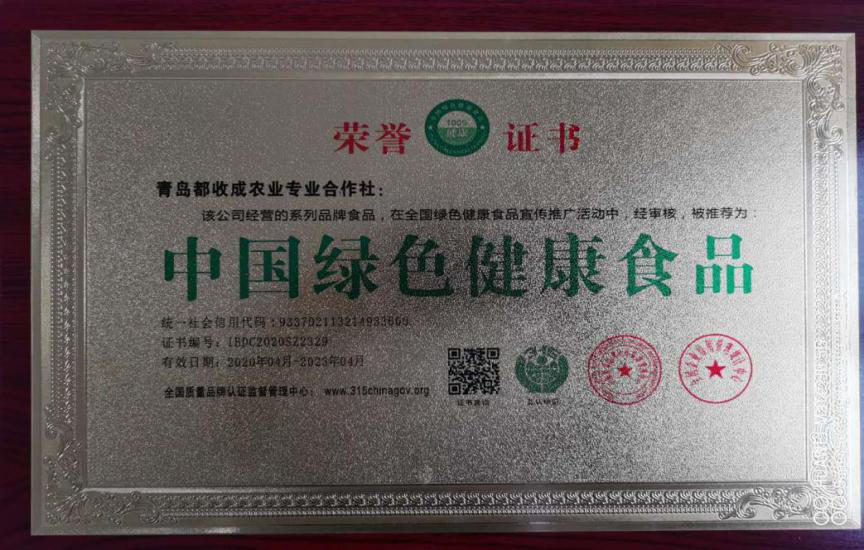 荣誉 100% 健康 证书
青岛都收成农业专业合作社：
该公司经营的系列品牌食品，在全国绿色健康食品宣传推广活动中，经审核，被推荐为：
中国绿色健康食品
统一社会信用代码：933702113214933609
证书编号：IBDC2020SZ2329
有效日期：2020年04月-2023年04月
全国质量品牌认证监督管理中心： www.315chinagov.org
证书查询